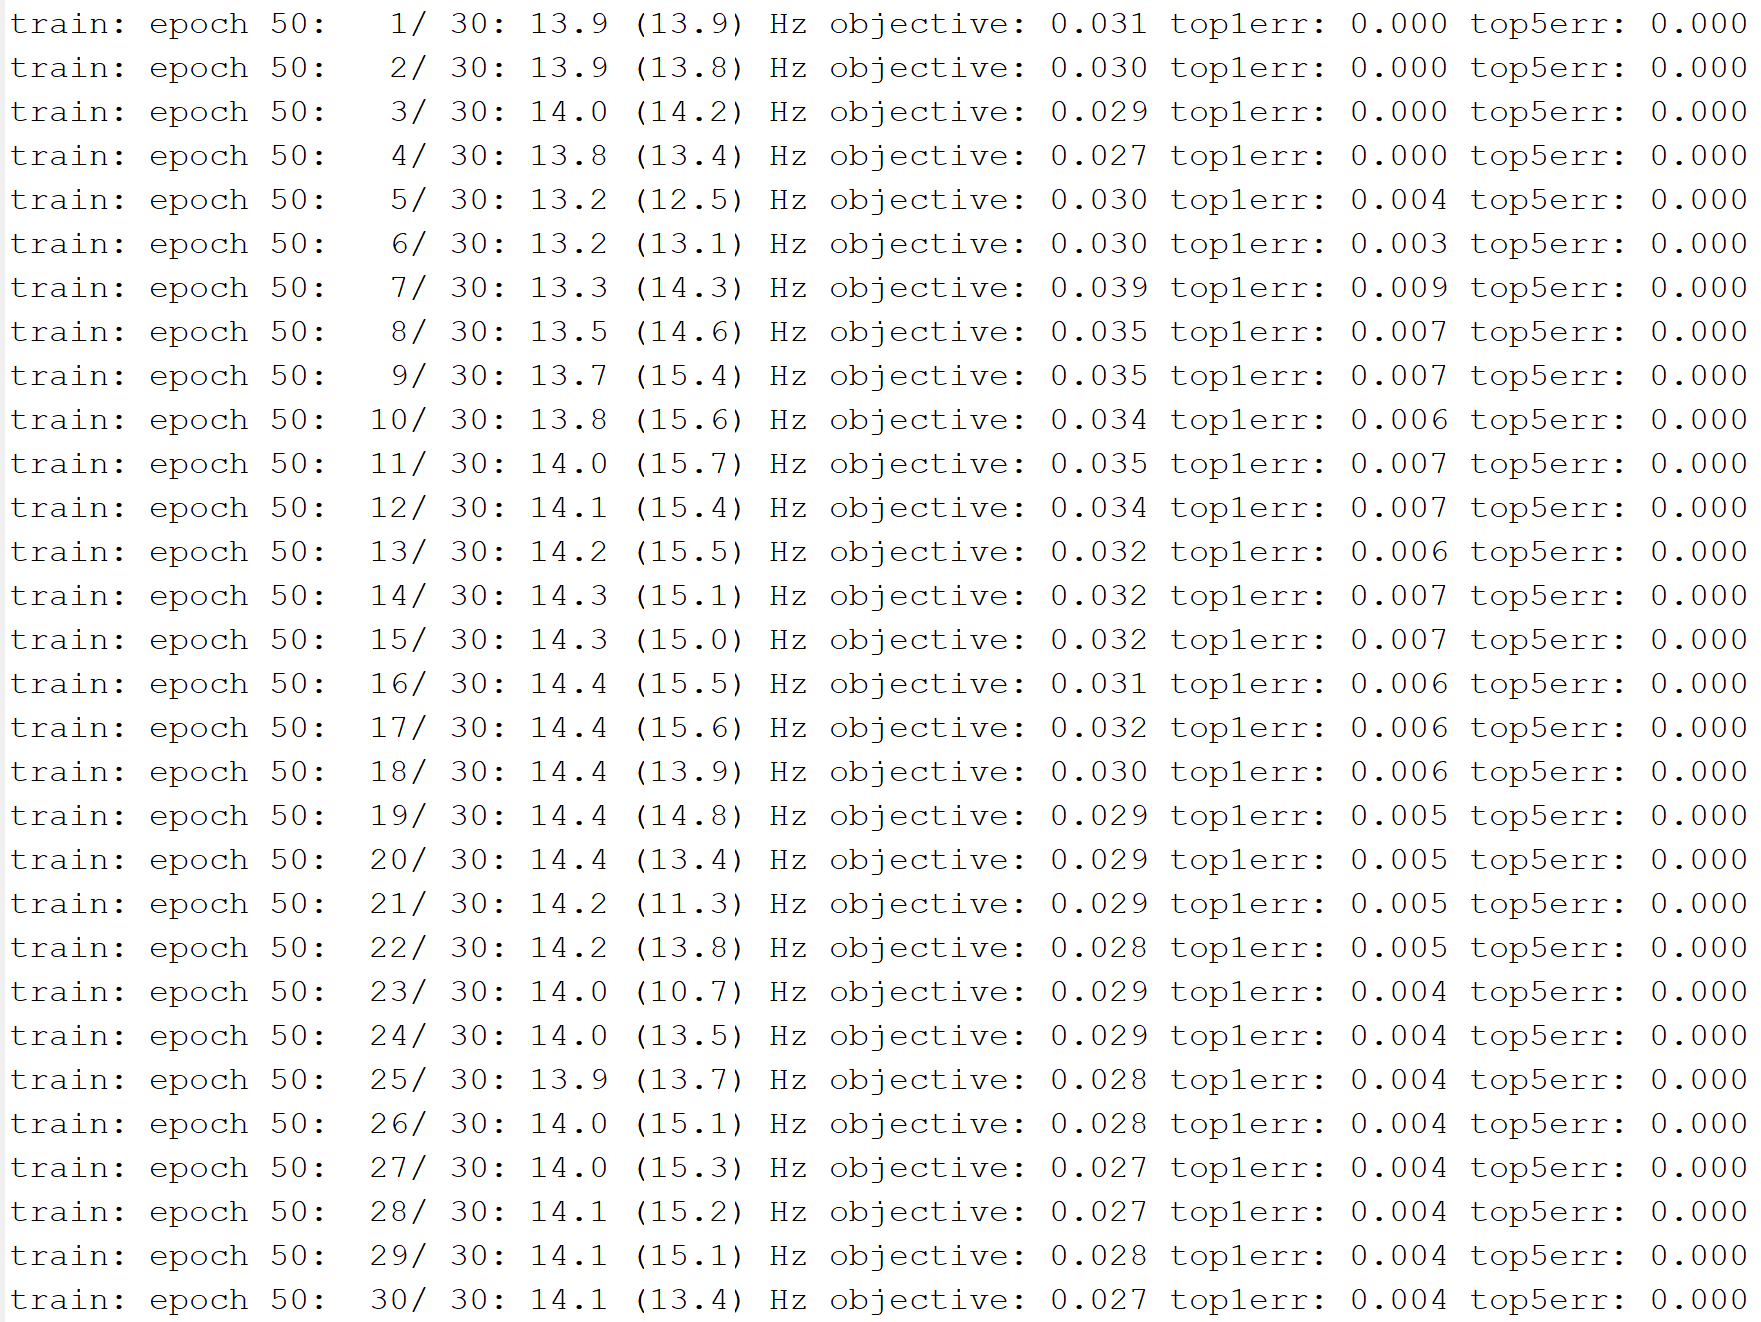 train: epoch 50:   1/ 30: 13.9 (13.9) Hz objective: 0.031 top1err: 0.000 top5err: 0.000
train: epoch 50:   2/ 30: 13.9 (13.8) Hz objective: 0.030 top1err: 0.000 top5err: 0.000
train: epoch 50:   3/ 30: 14.0 (14.2) Hz objective: 0.029 top1err: 0.000 top5err: 0.000
train: epoch 50:   4/ 30: 13.8 (13.4) Hz objective: 0.027 top1err: 0.000 top5err: 0.000
train: epoch 50:   5/ 30: 13.2 (12.5) Hz objective: 0.030 top1err: 0.004 top5err: 0.000
train: epoch 50:   6/ 30: 13.2 (13.1) Hz objective: 0.030 top1err: 0.003 top5err: 0.000
train: epoch 50:   7/ 30: 13.3 (14.3) Hz objective: 0.039 top1err: 0.009 top5err: 0.000
train: epoch 50:   8/ 30: 13.5 (14.6) Hz objective: 0.035 top1err: 0.007 top5err: 0.000
train: epoch 50:   9/ 30: 13.7 (15.4) Hz objective: 0.035 top1err: 0.007 top5err: 0.000
train: epoch 50:  10/ 30: 13.8 (15.6) Hz objective: 0.034 top1err: 0.006 top5err: 0.000
train: epoch 50:  11/ 30: 14.0 (15.7) Hz objective: 0.035 top1err: 0.007 top5err: 0.000
train: epoch 50:  12/ 30: 14.1 (15.4) Hz objective: 0.034 top1err: 0.007 top5err: 0.000
train: epoch 50:  13/ 30: 14.2 (15.5) Hz objective: 0.032 top1err: 0.006 top5err: 0.000
train: epoch 50:  14/ 30: 14.3 (15.1) Hz objective: 0.032 top1err: 0.007 top5err: 0.000
train: epoch 50:  15/ 30: 14.3 (15.0) Hz objective: 0.032 top1err: 0.007 top5err: 0.000
train: epoch 50:  16/ 30: 14.4 (15.5) Hz objective: 0.031 top1err: 0.006 top5err: 0.000
train: epoch 50:  17/ 30: 14.4 (15.6) Hz objective: 0.032 top1err: 0.006 top5err: 0.000
train: epoch 50:  18/ 30: 14.4 (13.9) Hz objective: 0.030 top1err: 0.006 top5err: 0.000
train: epoch 50:  19/ 30: 14.4 (14.8) Hz objective: 0.029 top1err: 0.005 top5err: 0.000
train: epoch 50:  20/ 30: 14.4 (13.4) Hz objective: 0.029 top1err: 0.005 top5err: 0.000
train: epoch 50:  21/ 30: 14.2 (11.3) Hz objective: 0.029 top1err: 0.005 top5err: 0.000
train: epoch 50:  22/ 30: 14.2 (13.8) Hz objective: 0.028 top1err: 0.005 top5err: 0.000
train: epoch 50:  23/ 30: 14.0 (10.7) Hz objective: 0.029 top1err: 0.004 top5err: 0.000
train: epoch 50:  24/ 30: 14.0 (13.5) Hz objective: 0.029 top1err: 0.004 top5err: 0.000
train: epoch 50:  25/ 30: 13.9 (13.7) Hz objective: 0.028 top1err: 0.004 top5err: 0.000
train: epoch 50:  26/ 30: 14.0 (15.1) Hz objective: 0.028 top1err: 0.004 top5err: 0.000
train: epoch 50:  27/ 30: 14.0 (15.3) Hz objective: 0.027 top1err: 0.004 top5err: 0.000
train: epoch 50:  28/ 30: 14.1 (15.2) Hz objective: 0.027 top1err: 0.004 top5err: 0.000
train: epoch 50:  29/ 30: 14.1 (15.1) Hz objective: 0.028 top1err: 0.004 top5err: 0.000
train: epoch 50:  30/ 30: 14.1 (13.4) Hz objective: 0.027 top1err: 0.004 top5err: 0.000